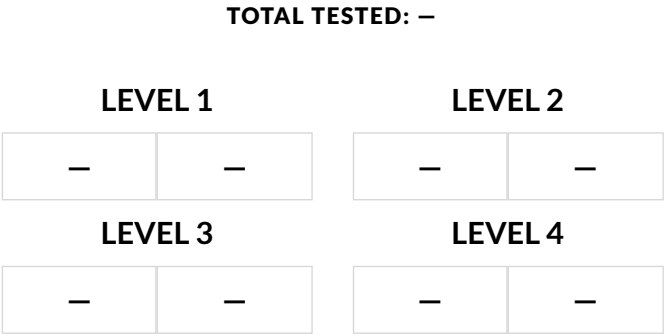 TOTAL TESTED: —
LEVEL 1 LEVEL 2
— — — —
LEVEL 3 LEVEL 4
— — — —